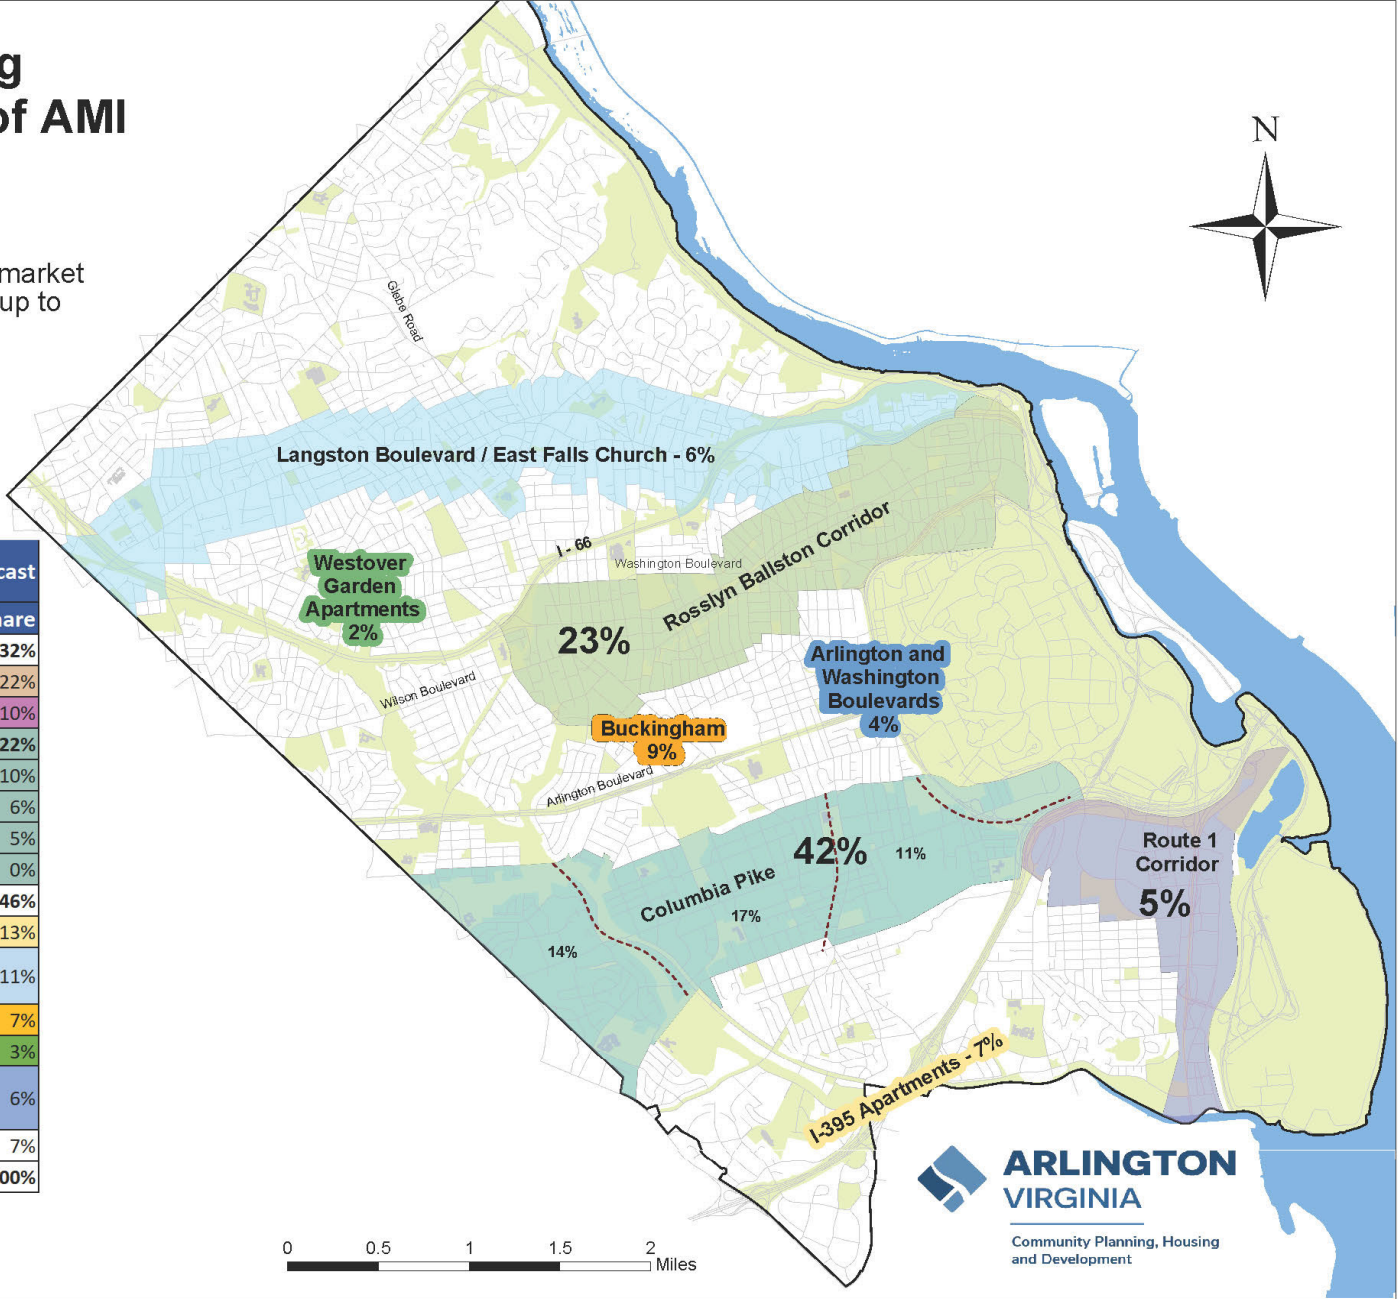 g
of AMI
market
up to
N
Globe Road
Langston Boulevard / East Falls Church - 6%
I - 66
Washington Boulevard
Rosslyn Ballston Corridor
23%
Westover
Garden
Apartments
2%
Wilson Boulevard
Arlington and
Washington
Boulevards
4%
Buckingham
9%
Arlington Boulevard
42%
11%
Columbia Pike
17%
14%
Route 1
Corridor
5%
I-395 Apartments - 7%
cast
hare
32%
22%
10%
22%
10%
6%
5%
0%
46%
13%
11%
7%
3%
6%
7%
00%
0 0.5 1 1.5 2
Miles
ARLINGTON
VIRGINIA
Community Planning, Housing
and Development